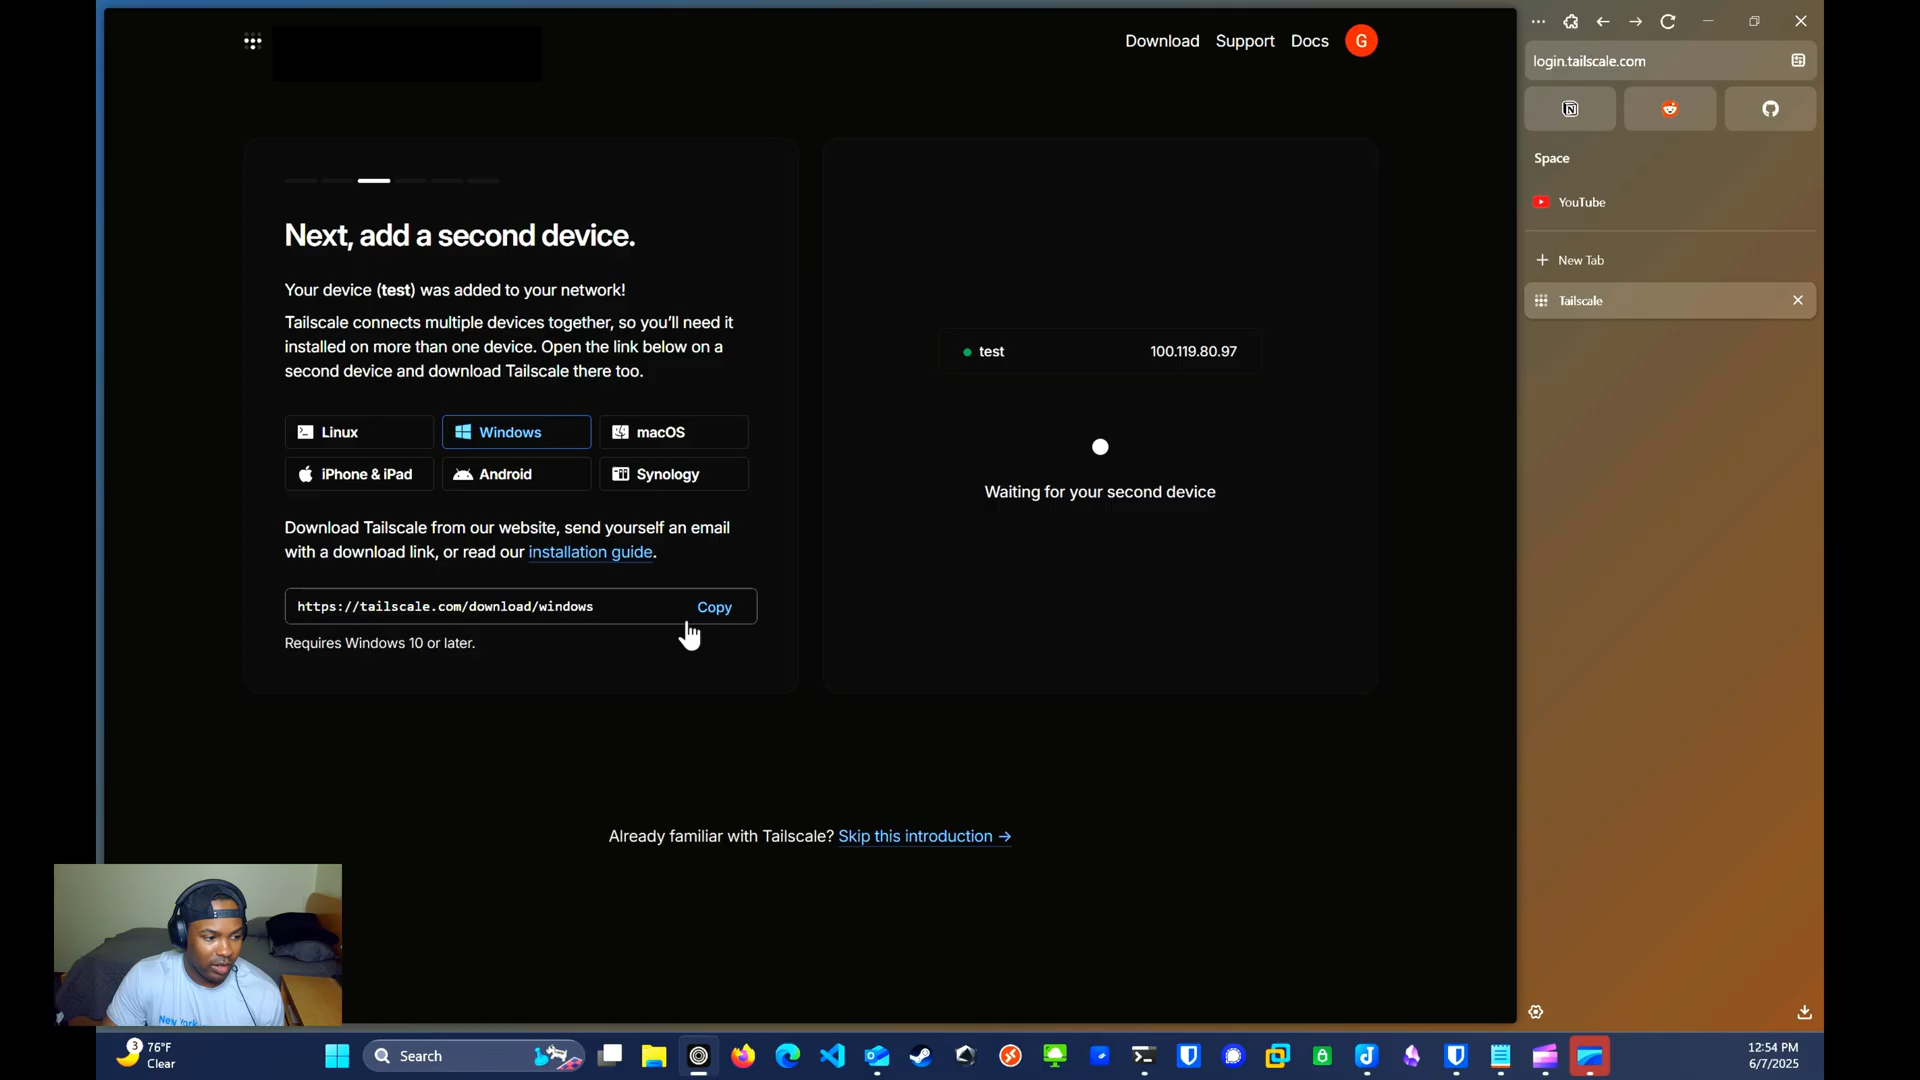 Download Support Docs G
login.tailscale.com
Space
YouTube
New Tab
Tailscale
Next, add a second device.
Your device (test) was added to your network!
Tailscale connects multiple devices together, so you'll need it
installed on more than one device. Open the link below on a
second device and download Tailscale there too.
Linux Windows macOS
iPhone & iPad Android Synology
Download Tailscale from our website, send yourself an email
with a download link, or read our installation guide.
https://tailscale.com/download/windows Copy
Requires Windows 10 or later.
test 100.119.80.97
Waiting for your second device
Already familiar with Tailscale? Skip this introduction →
New York
3 76°F
Clear
Search
12:54 PM
6/7/2025